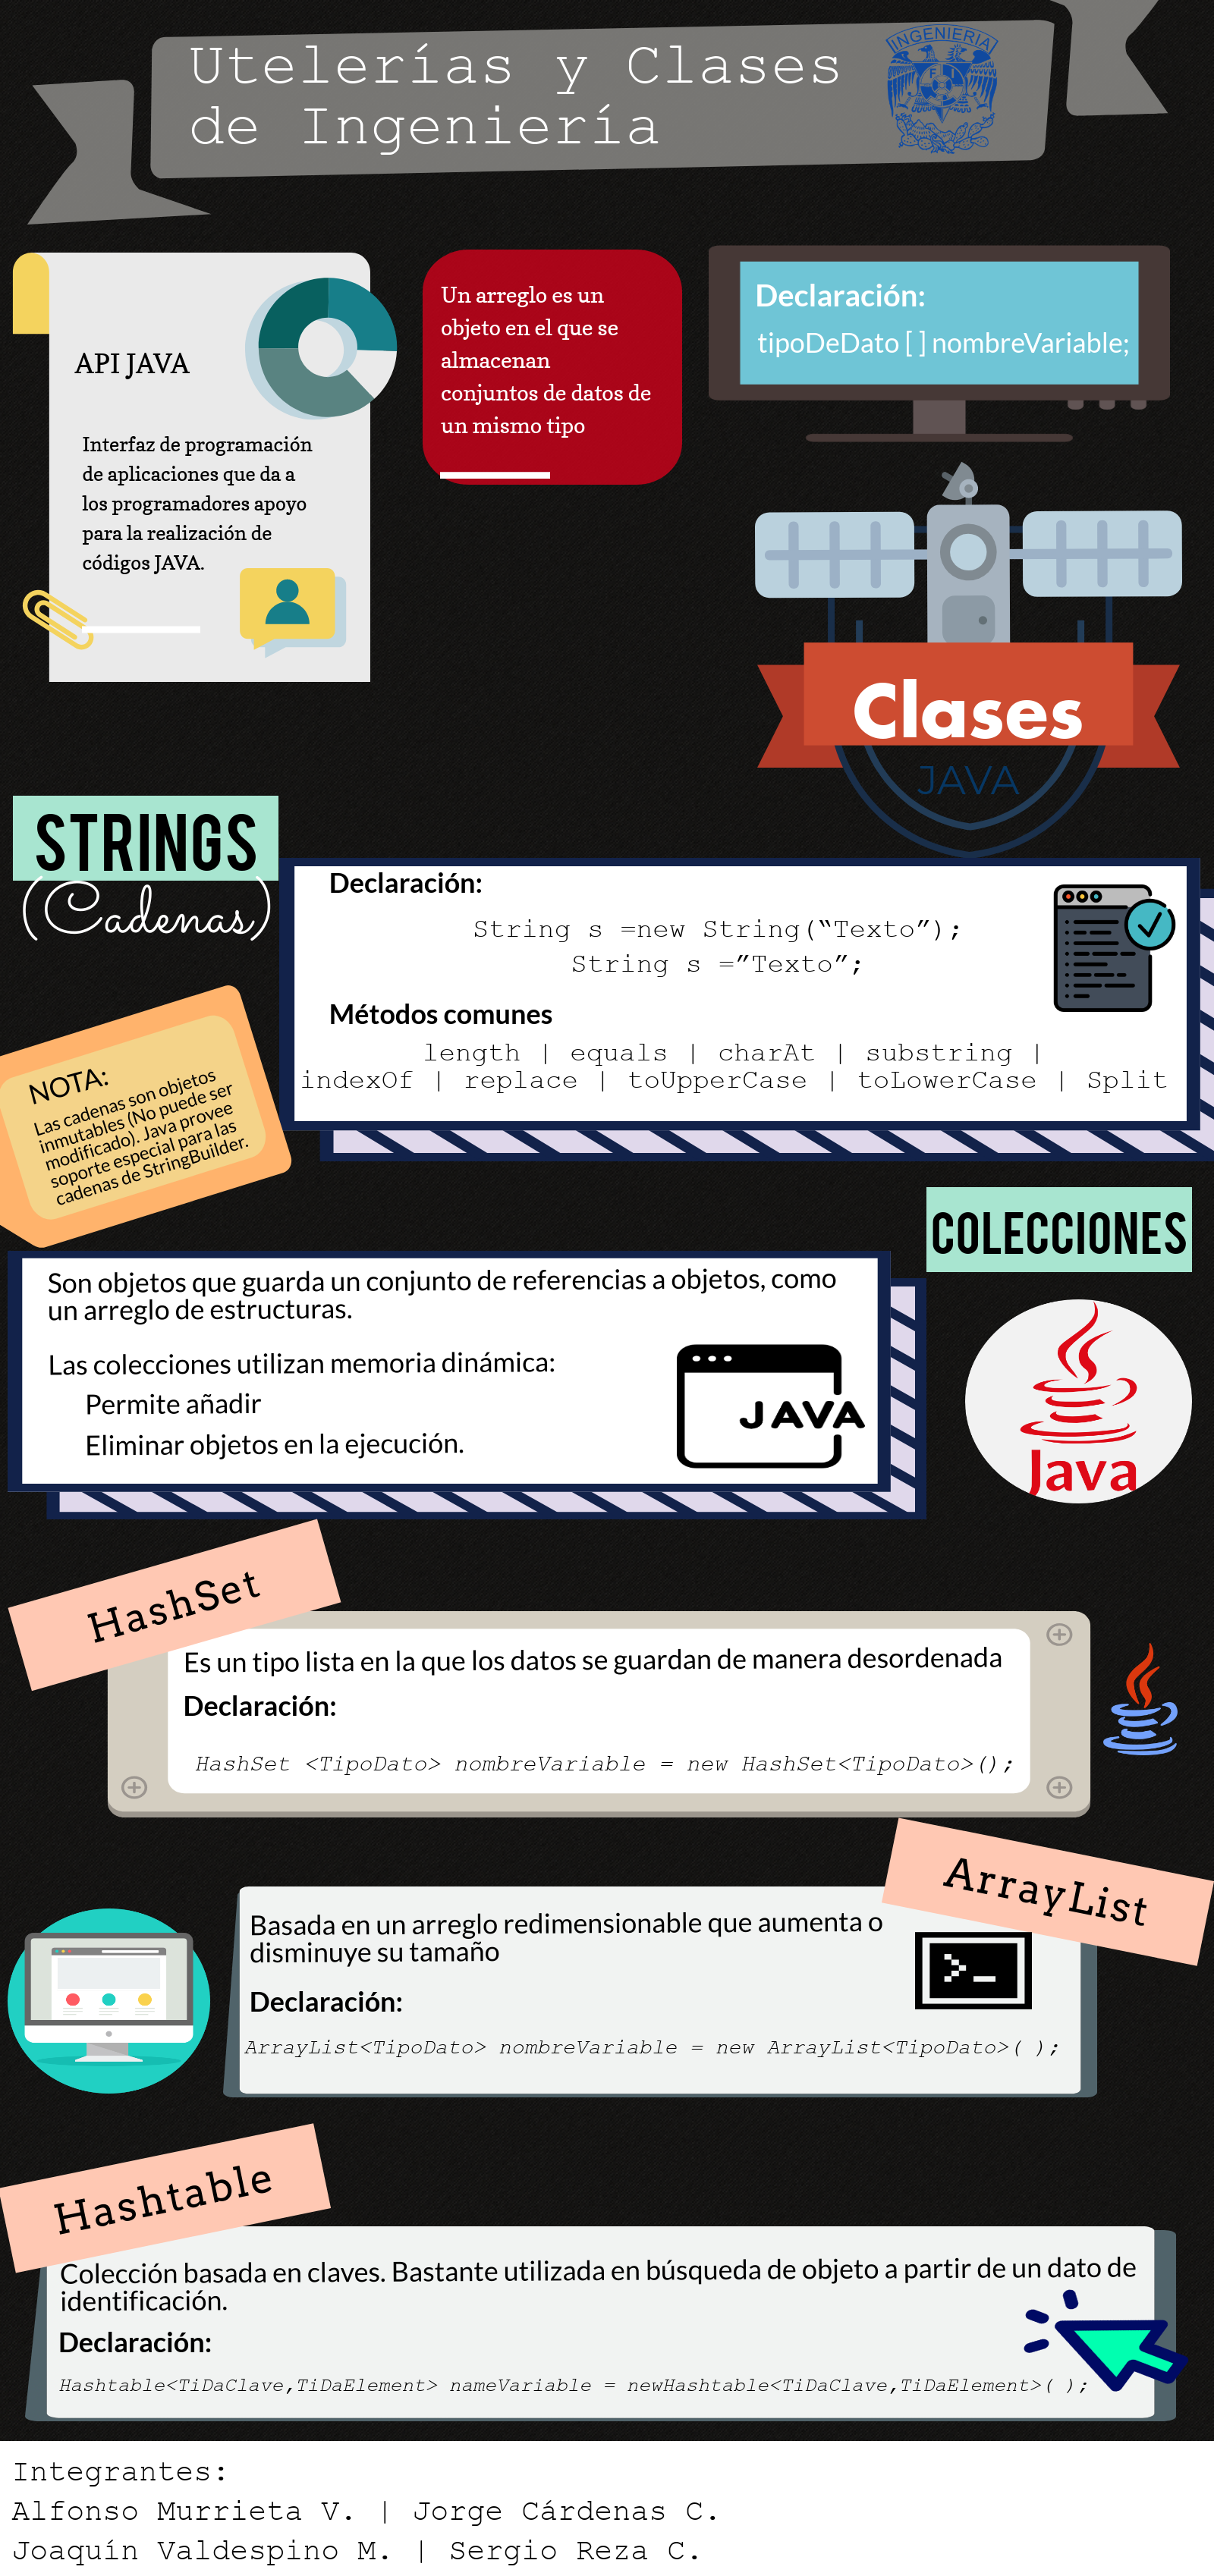 Utelerías y Clases
de Ingeniería
INGENIERIA
API JAVA
Interfaz de programación
de aplicaciones que da a
los programadores apoyo
para la realización de
códigos JAVA.
Un arreglo es un
objeto en el que se
almacenan
conjuntos de datos de
un mismo tipo
Declaración:
tipoDeDato [ ] nombreVariable;
Clases
JAVA
STRINGS
(Cadenas)
Declaración:
String s =new String(“Texto”);
String s =”Texto”;
Métodos comunes
length | equals | charAt | substring |
indexOf | replace | toUpperCase | toLowerCase | Split
NOTA:
Las cadenas son objetos
inmutables (No puede ser
modificado). Java provee
soporte especial para las
cadenas de StringBuilder.
COLECCIONES
Son objetos que guarda un conjunto de referencias a objetos, como
un arreglo de estructuras.
Las colecciones utilizan memoria dinámica:
Permite añadir
Eliminar objetos en la ejecución.
JAVA
Java
HashSet
Es un tipo lista en la que los datos se guardan de manera desordenada
Declaración:
HashSet <TipoDato> nombreVariable = new HashSet<TipoDato>();
ArrayList
Basada en un arreglo redimensionable que aumenta o
disminuye su tamaño
Declaración:
ArrayList<TipoDato> nombreVariable = new ArrayList<TipoDato>( );
>_
Hashtable
Colección basada en claves. Bastante utilizada en búsqueda de objeto a partir de un dato de
identificación.
Declaración:
Hashtable<TiDaClave,TiDaElement> nameVariable = newHashtable<TiDaClave,TiDaElement>( );
Integrantes:
Alfonso Murrieta V. | Jorge Cárdenas C.
Joaquín Valdespino M. | Sergio Reza C.